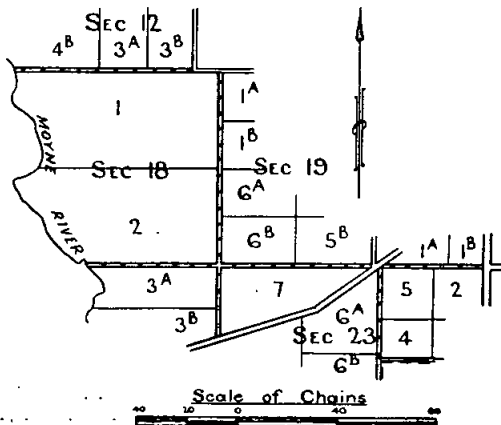 SEC 12
4B 3A 3B
1
1A
1B
MOYNE
SEC 18 SEC 19
6A
RIVER
2
6B 5B
1A 1B
3A
7
5 2
3B
6A
SEC 23 4
6B
Scale of Chains
40 20 0 40